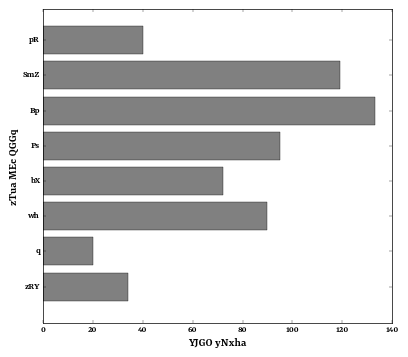 pR
SmZ
Bp
Ps
bX
wh
q
zRY
zTua MEc QGGq
0 20 40 60 80 100 120 140
YJGO yNxha